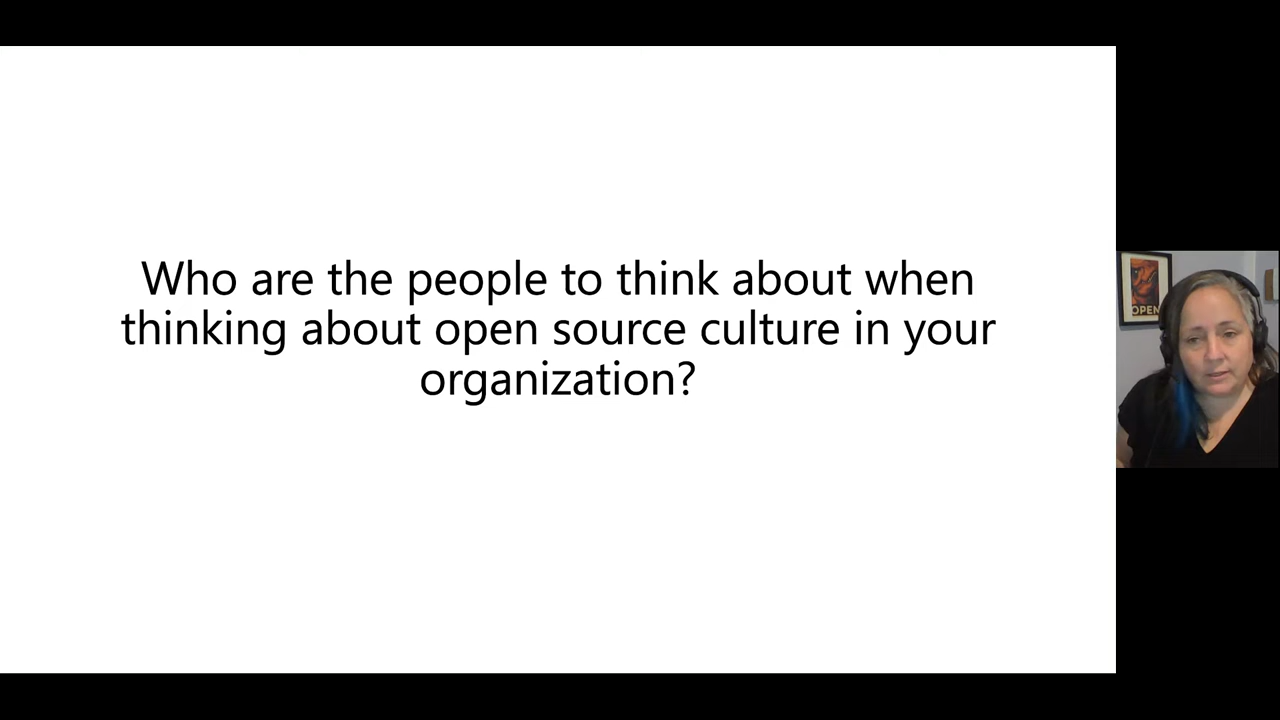 Who are the people to think about when
thinking about open source culture in your
organization?
OPEN